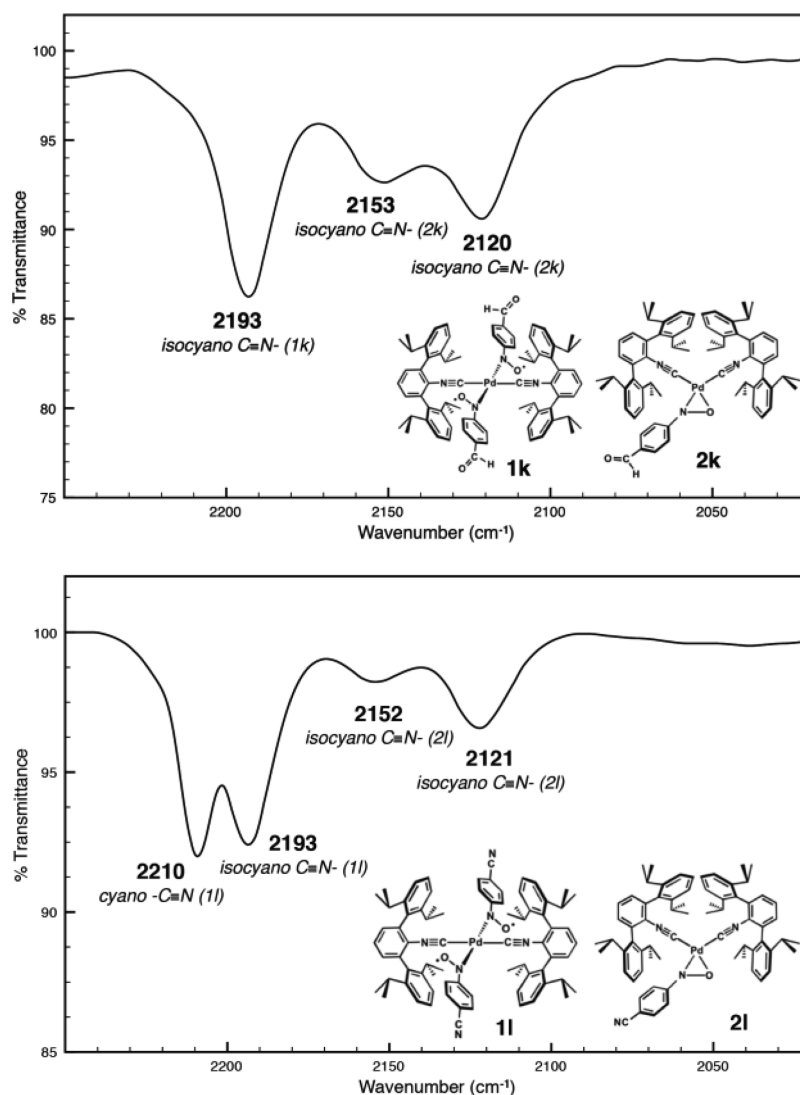 100
95
90
85
80
75
% Transmittance
2193
isocyano C≡N- (1k)
2153
isocyano C≡N- (2k)
2120
isocyano C≡N- (2k)
H
C
O
N
O•
N≡C
Pd
C≡N
•O
N
O
C
H
1k
N≡C
C≡N
Pd
N
O
O
C
H
2k
2200
2150
2100
2050
Wavenumber (cm⁻¹)
100
95
90
85
% Transmittance
2210
cyano -C≡N (1l)
2193
isocyano C≡N- (1l)
2152
isocyano C≡N- (2l)
2121
isocyano C≡N- (2l)
CN
N
O•
N≡C
Pd
C≡N
•O
N
CN
1l
N≡C
C≡N
Pd
N
O
NC
2l
2200
2150
2100
2050
Wavenumber (cm⁻¹)